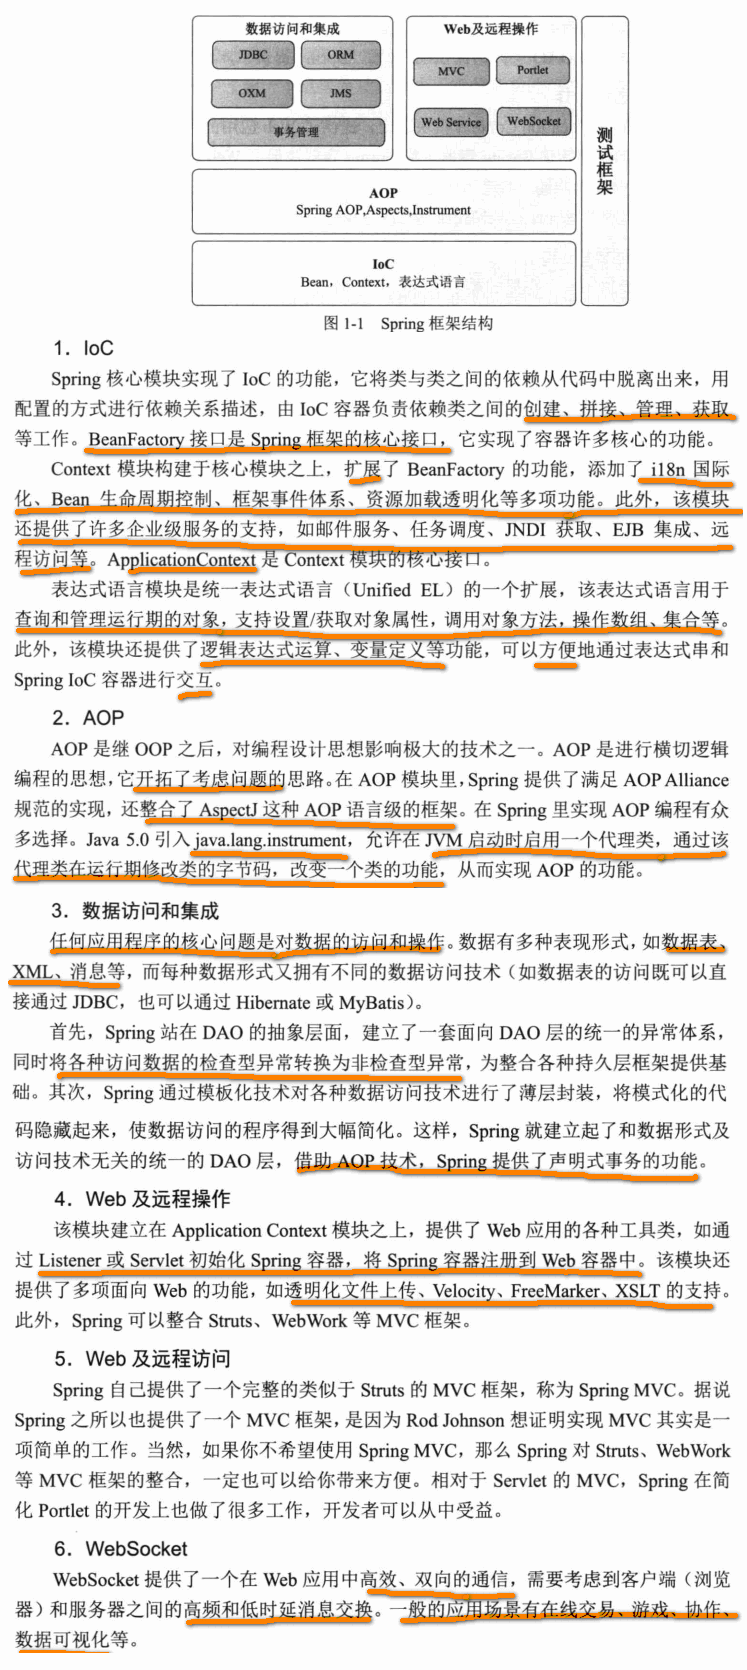 数据访问和集成
JDBC
ORM
OXM
JMS
事务管理
Web及远程操作
MVC
Portlet
Web Service
WebSocket
测试框架
AOP
Spring AOP,Aspects,Instrument
IoC
Bean，Context，表达式语言
图 1-1 Spring 框架结构
1．IoC
Spring 核心模块实现了 IoC 的功能，它将类与类之间的依赖从代码中脱离出来，用
配置的方式进行依赖关系描述，由 IoC 容器负责依赖类之间的创建、拼接、管理、获取
等工作。BeanFactory 接口是 Spring 框架的核心接口，它实现了容器许多核心的功能。
Context 模块构建于核心模块之上，扩展了 BeanFactory 的功能，添加了 i18n 国际
化、Bean 生命周期控制、框架事件体系、资源加载透明化等多项功能。此外，该模块
还提供了许多企业级服务的支持，如邮件服务、任务调度、JNDI 获取、EJB 集成、远
程访问等。ApplicationContext 是 Context 模块的核心接口。
表达式语言模块是统一表达式语言（Unified EL）的一个扩展，该表达式语言用于
查询和管理运行期的对象，支持设置/获取对象属性，调用对象方法，操作数组、集合等。
此外，该模块还提供了逻辑表达式运算、变量定义等功能，可以方便地通过表达式串和
Spring IoC 容器进行交互。
2．AOP
AOP 是继 OOP 之后，对编程设计思想影响极大的技术之一。AOP 是进行横切逻辑
编程的思想，它开拓了考虑问题的思路。在 AOP 模块里，Spring 提供了满足 AOP Alliance
规范的实现，还整合了 AspectJ 这种 AOP 语言级的框架。在 Spring 里实现 AOP 编程有众
多选择。Java 5.0 引入 java.lang.instrument，允许在 JVM 启动时启用一个代理类，通过该
代理类在运行期修改类的字节码，改变一个类的功能，从而实现 AOP 的功能。
3．数据访问和集成
任何应用程序的核心问题是对数据的访问和操作。数据有多种表现形式，如数据表、
XML、消息等，而每种数据形式又拥有不同的数据访问技术（如数据表的访问既可以直
接通过 JDBC，也可以通过 Hibernate 或 MyBatis）。
首先，Spring 站在 DAO 的抽象层面，建立了一套面向 DAO 层的统一的异常体系，
同时将各种访问数据的检查型异常转换为非检查型异常，为整合各种持久层框架提供基
础。其次，Spring 通过模板化技术对各种数据访问技术进行了薄层封装，将模式化的代
码隐藏起来，使数据访问的程序得到大幅简化。这样，Spring 就建立起了和数据形式及
访问技术无关的统一的 DAO 层，借助 AOP 技术，Spring 提供了声明式事务的功能。
4．Web 及远程操作
该模块建立在 Application Context 模块之上，提供了 Web 应用的各种工具类，如通
过 Listener 或 Servlet 初始化 Spring 容器，将 Spring 容器注册到 Web 容器中。该模块还
提供了多项面向 Web 的功能，如透明化文件上传、Velocity、FreeMarker、XSLT 的支持。
此外，Spring 可以整合 Struts、WebWork 等 MVC 框架。
5．Web 及远程访问
Spring 自己提供了一个完整的类似于 Struts 的 MVC 框架，称为 Spring MVC。据说
Spring 之所以也提供了一个 MVC 框架，是因为 Rod Johnson 想证明实现 MVC 其实是一
项简单的工作。当然，如果你不希望使用 Spring MVC，那么 Spring 对 Struts、WebWork
等 MVC 框架的整合，一定也可以给你带来方便。相对于 Servlet 的 MVC，Spring 在简
化 Portlet 的开发上也做了很多工作，开发者可以从中受益。
6．WebSocket
WebSocket 提供了一个在 Web 应用中高效、双向的通信，需要考虑到客户端（浏览
器）和服务器之间的高频和低时延消息交换。一般的应用场景有在线交易、游戏、协作、
数据可视化等。